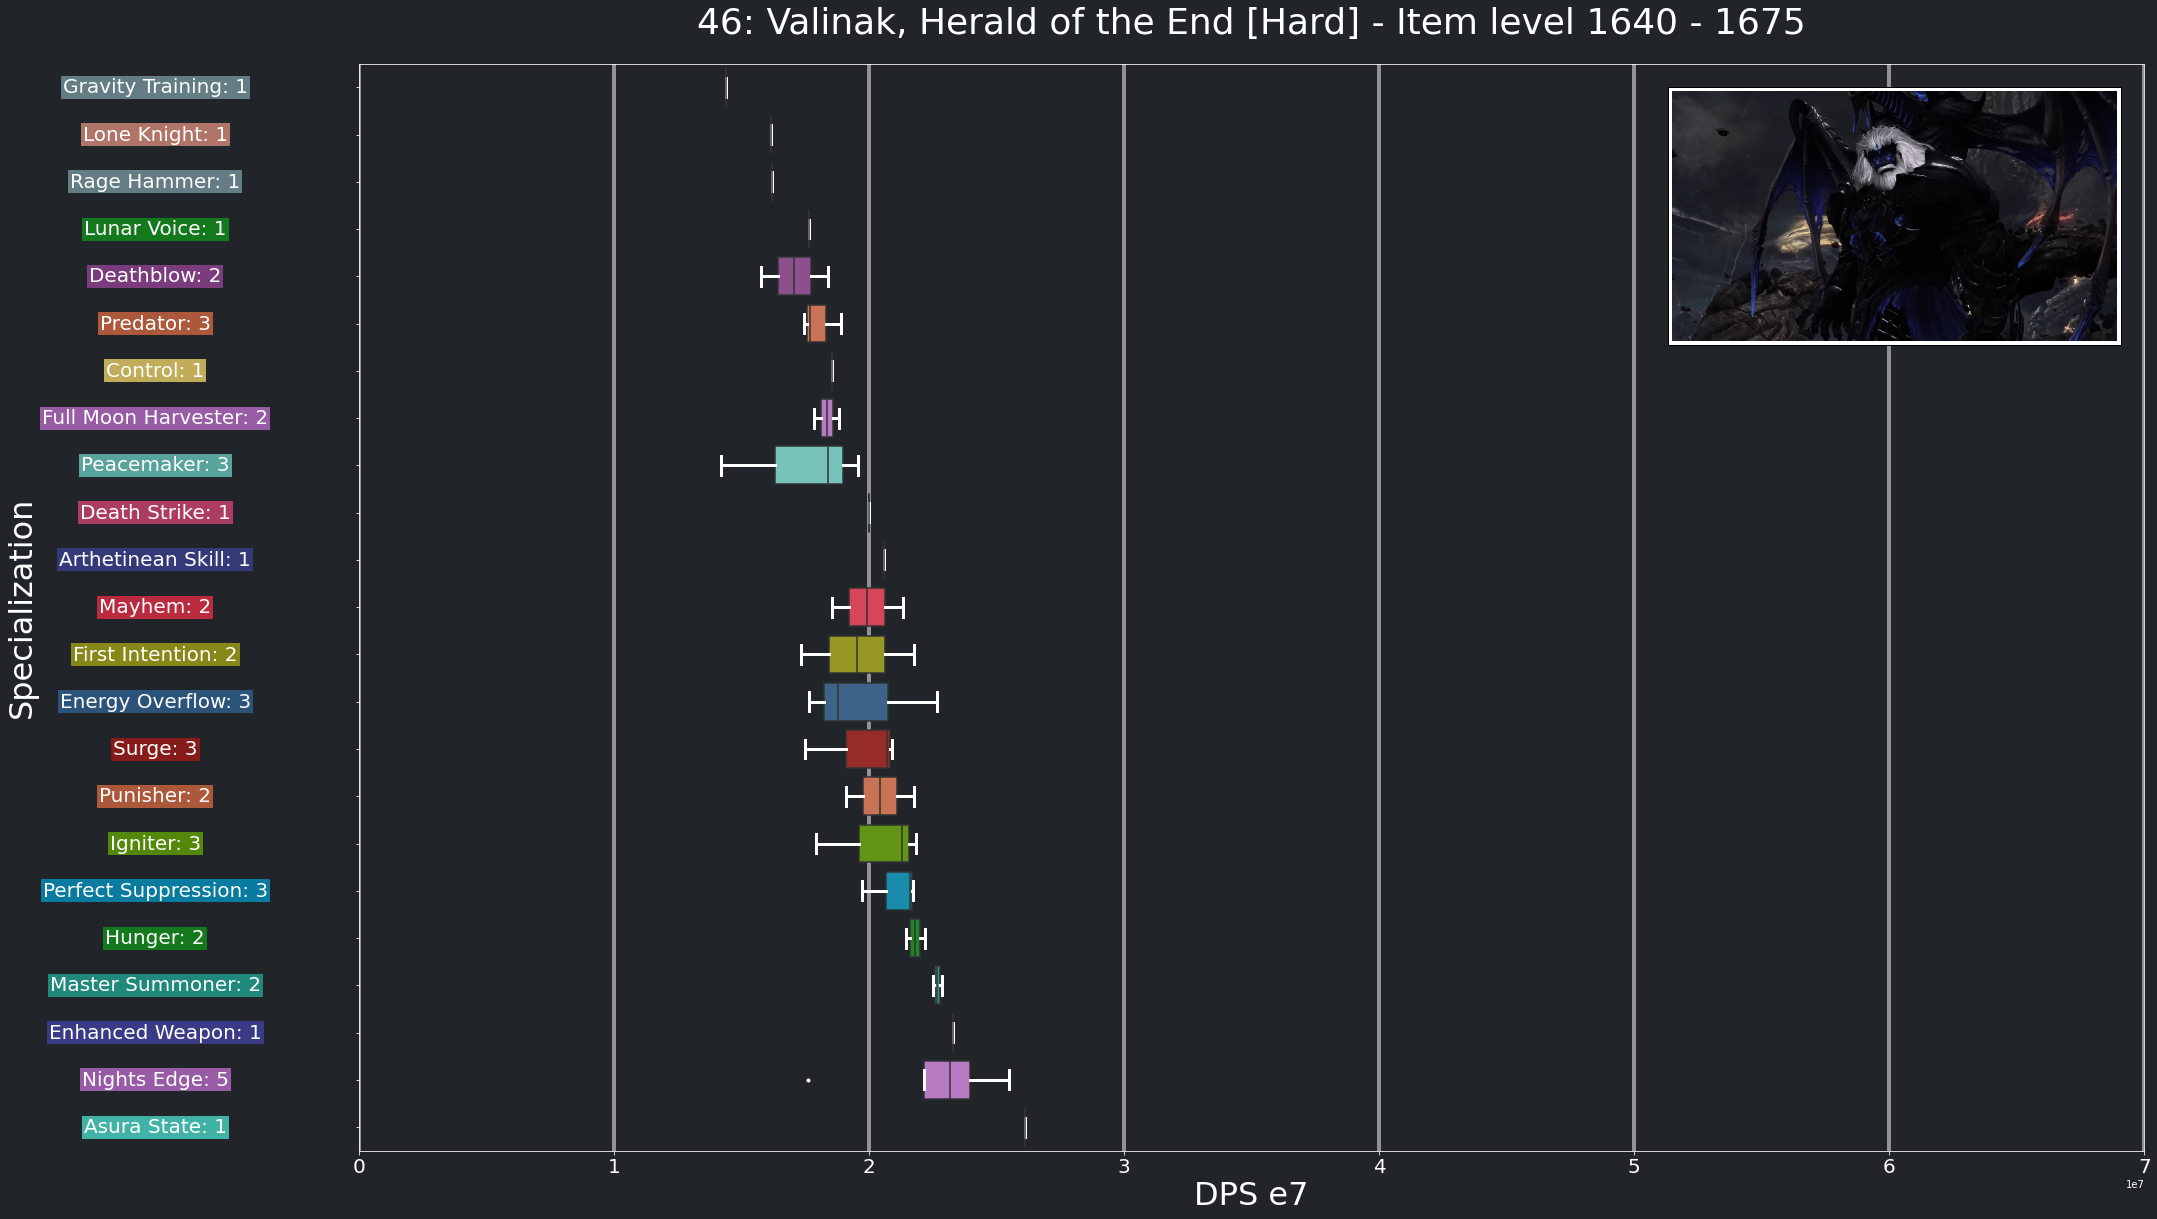 46: Valinak, Herald of the End [Hard] - Item level 1640 - 1675
Specialization
Gravity Training: 1
Lone Knight: 1
Rage Hammer: 1
Lunar Voice: 1
Deathblow: 2
Predator: 3
Control: 1
Full Moon Harvester: 2
Peacemaker: 3
Death Strike: 1
Arthetinean Skill: 1
Mayhem: 2
First Intention: 2
Energy Overflow: 3
Surge: 3
Punisher: 2
Igniter: 3
Perfect Suppression: 3
Hunger: 2
Master Summoner: 2
Enhanced Weapon: 1
Nights Edge: 5
Asura State: 1
0 1 2 3 4 5 6 7
1e7
DPS e7